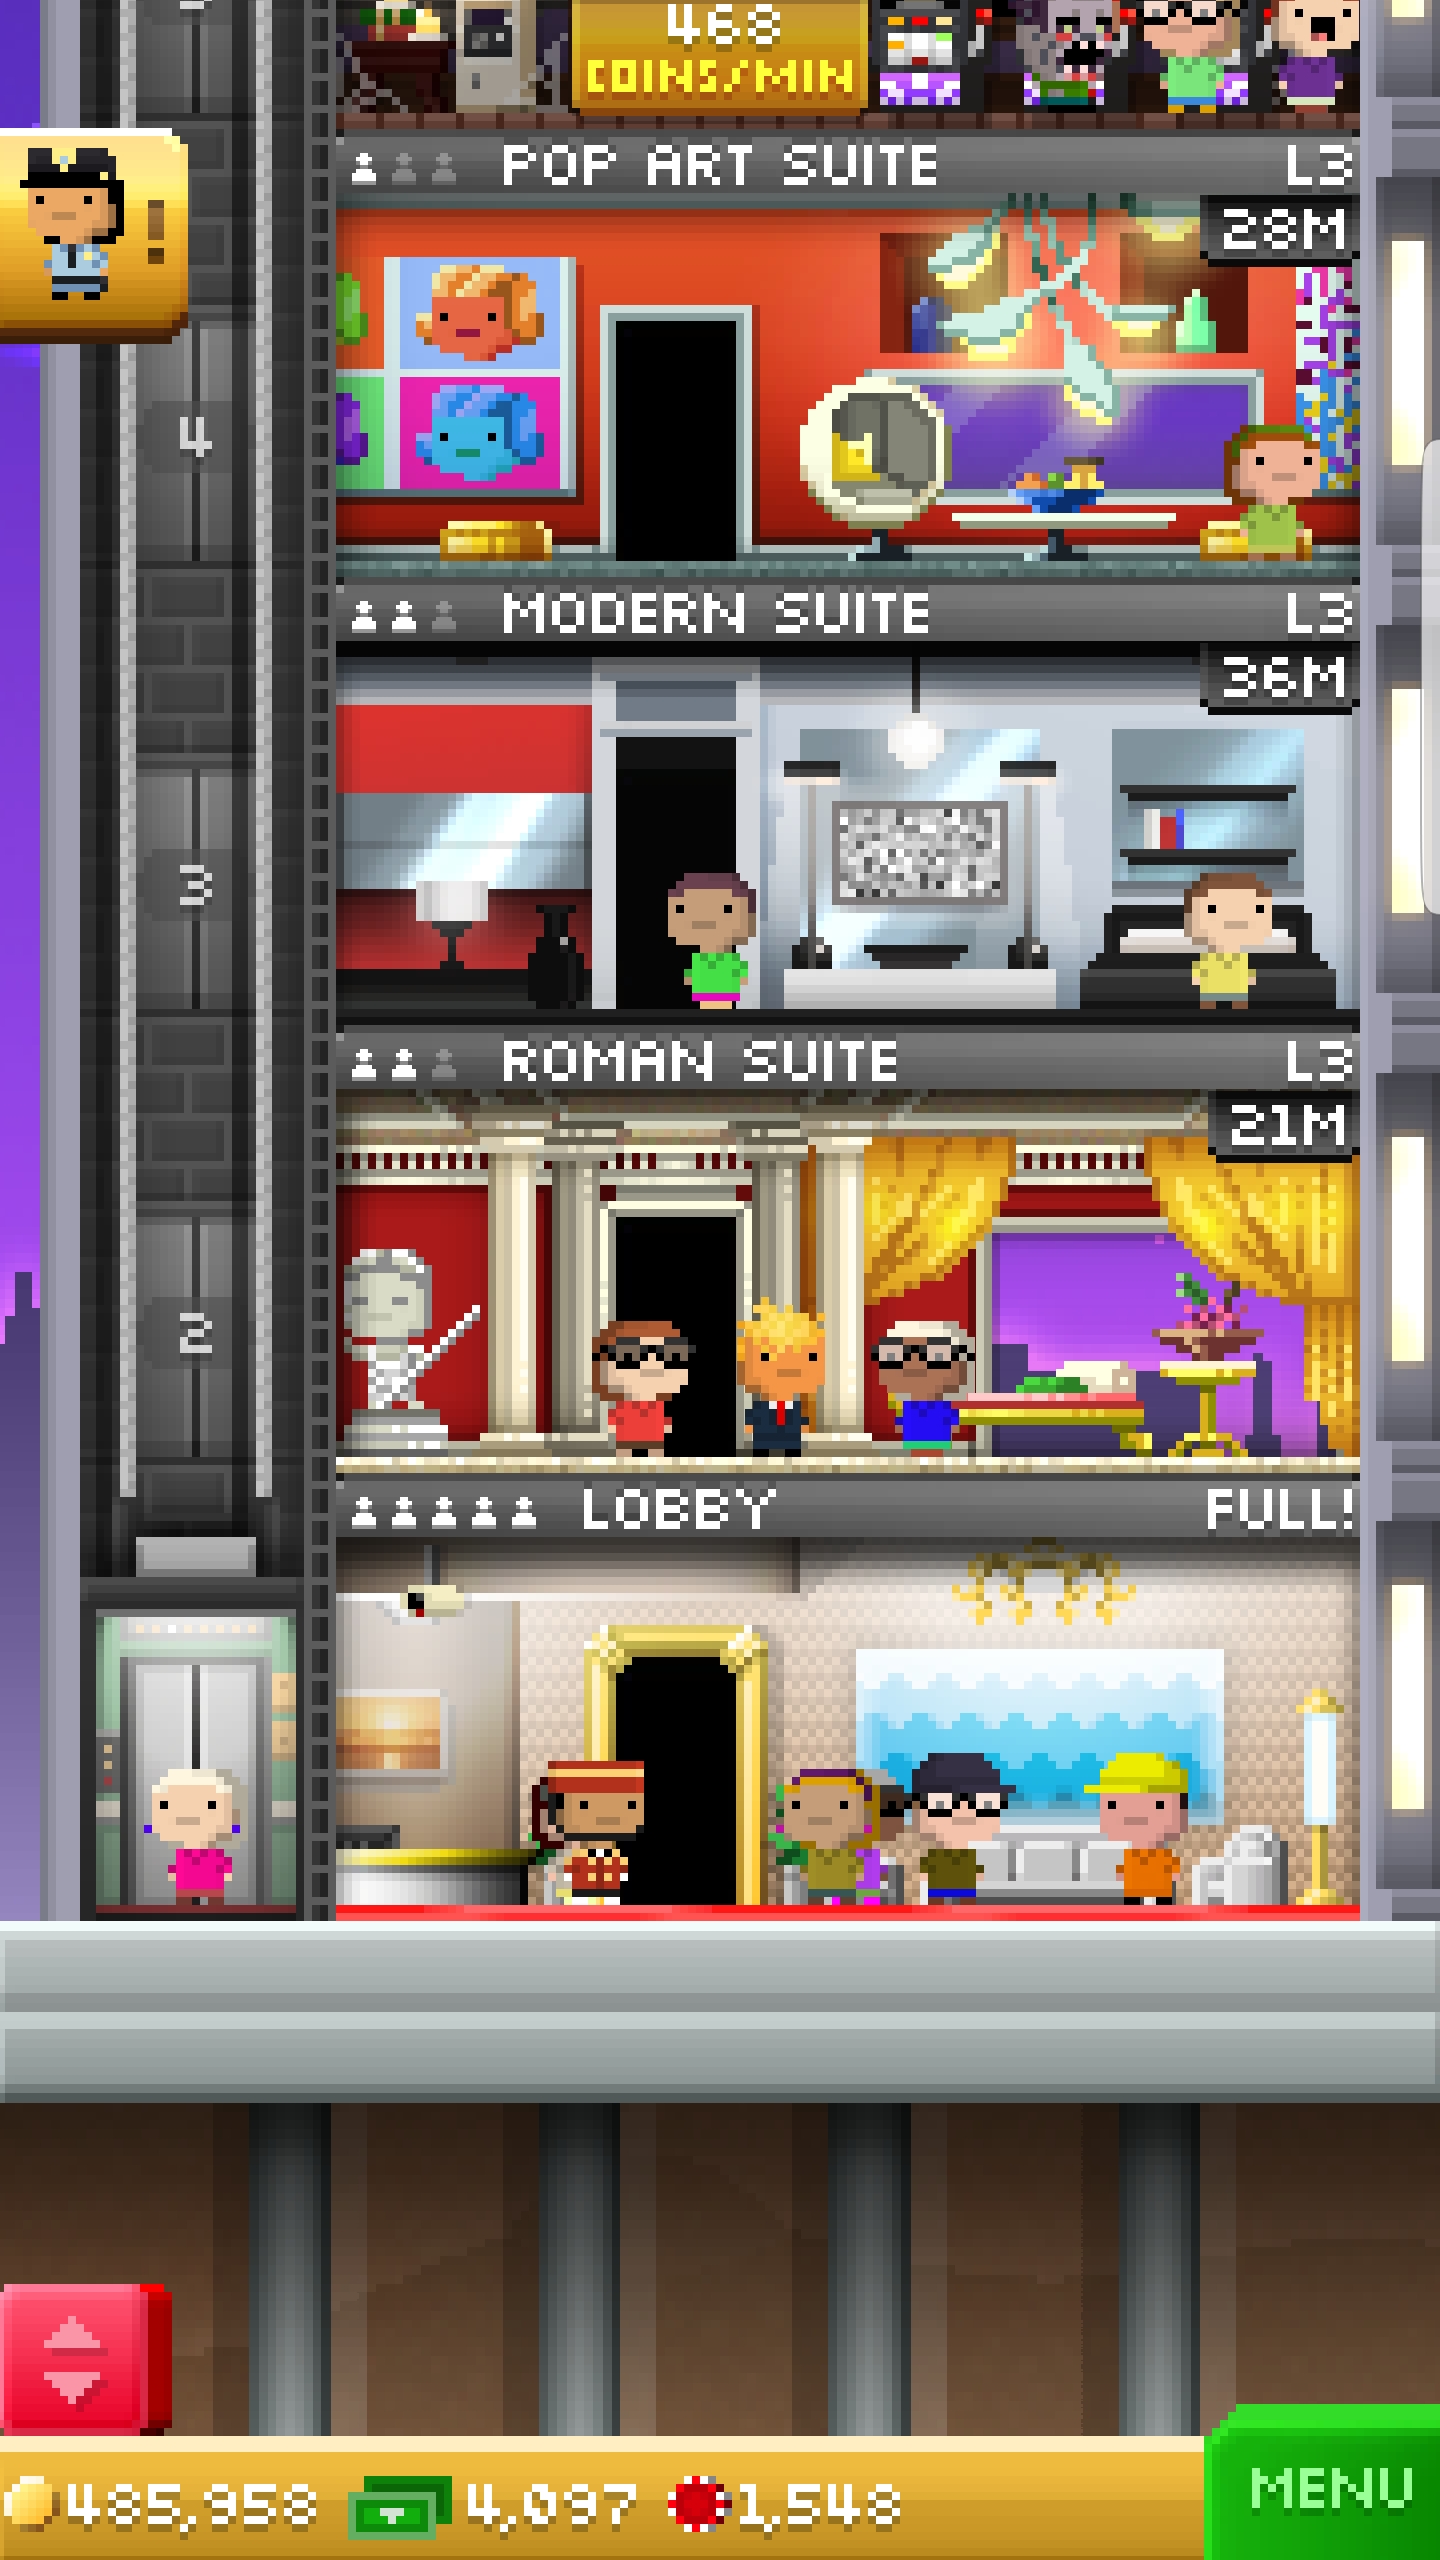 468
COINS/MIN
POP ART SUITE L3
28M
!
4
MODERN SUITE L3
36M
3
ROMAN SUITE L3
21M
2
LOBBY FULL!
485,958 4,097 1,548 MENU